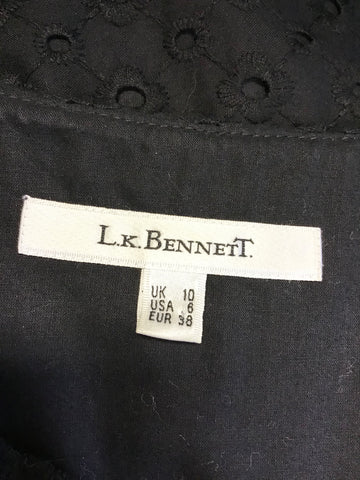 L.K.BENNETT.
UK 10
USA 6
EUR 38